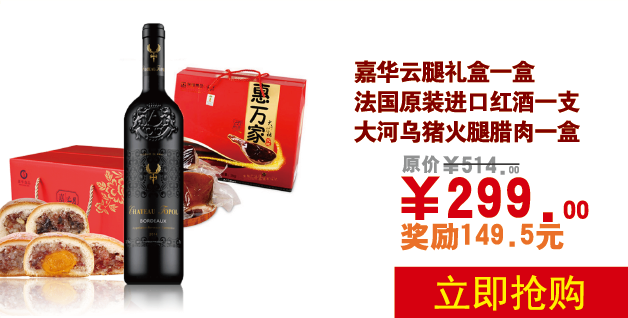 嘉华云腿礼盒一盒
法国原装进口红酒一支
大河乌猪火腿腊肉一盒
原价¥514.00
¥299.00
奖励149.5元
立即抢购
惠万家
BORDEAUX